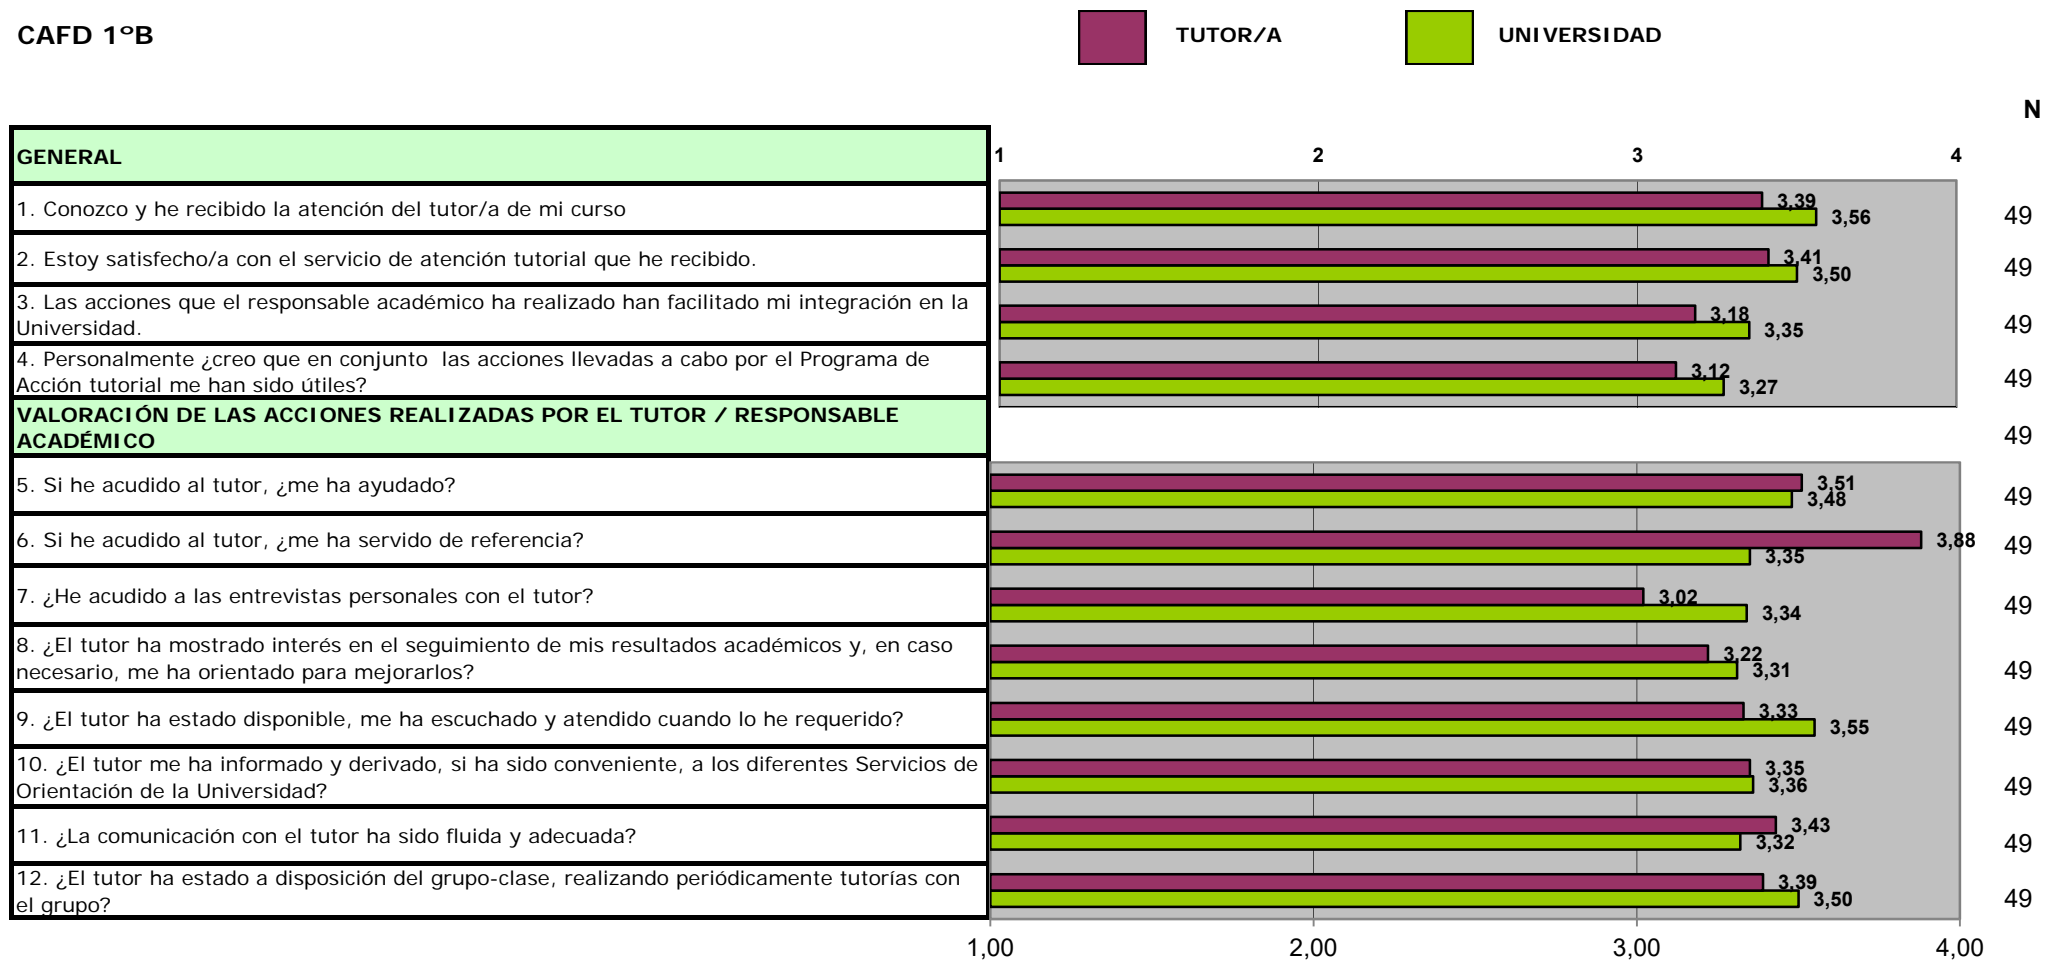 CAFD 1ºB
TUTOR/A
UNIVERSIDAD
N
GENERAL
1 2 3 4
1. Conozco y he recibido la atención del tutor/a de mi curso
3,39
3,56
49
2. Estoy satisfecho/a con el servicio de atención tutorial que he recibido.
3,41
3,50
49
3. Las acciones que el responsable académico ha realizado han facilitado mi integración en la
Universidad.
3,18
3,35
49
4. Personalmente ¿creo que en conjunto  las acciones llevadas a cabo por el Programa de
Acción tutorial me han sido útiles?
3,12
3,27
49
VALORACIÓN DE LAS ACCIONES REALIZADAS POR EL TUTOR / RESPONSABLE
ACADÉMICO
49
5. Si he acudido al tutor, ¿me ha ayudado?
3,51
3,48
49
6. Si he acudido al tutor, ¿me ha servido de referencia?
3,88
3,35
49
7. ¿He acudido a las entrevistas personales con el tutor?
3,02
3,34
49
8. ¿El tutor ha mostrado interés en el seguimiento de mis resultados académicos y, en caso
necesario, me ha orientado para mejorarlos?
3,22
3,31
49
9. ¿El tutor ha estado disponible, me ha escuchado y atendido cuando lo he requerido?
3,33
3,55
49
10. ¿El tutor me ha informado y derivado, si ha sido conveniente, a los diferentes Servicios de
Orientación de la Universidad?
3,35
3,36
49
11. ¿La comunicación con el tutor ha sido fluida y adecuada?
3,43
3,32
49
12. ¿El tutor ha estado a disposición del grupo-clase, realizando periódicamente tutorías con
el grupo?
3,39
3,50
49
1,00 2,00 3,00 4,00